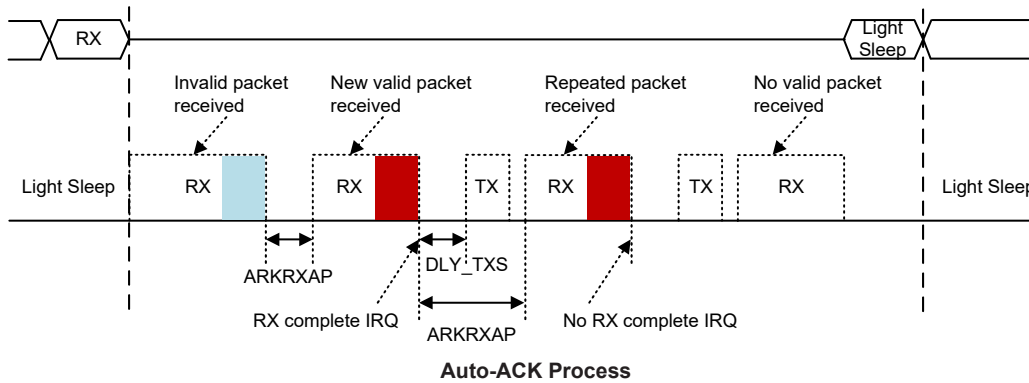 RX
Light
Sleep
Invalid packet
received
New valid packet
received
Repeated packet
received
No valid packet
received
Light Sleep
RX
RX
TX
RX
TX
RX
Light Sleep
ARKRXAP
DLY_TXS
RX complete IRQ
ARKRXAP
No RX complete IRQ
Auto-ACK Process